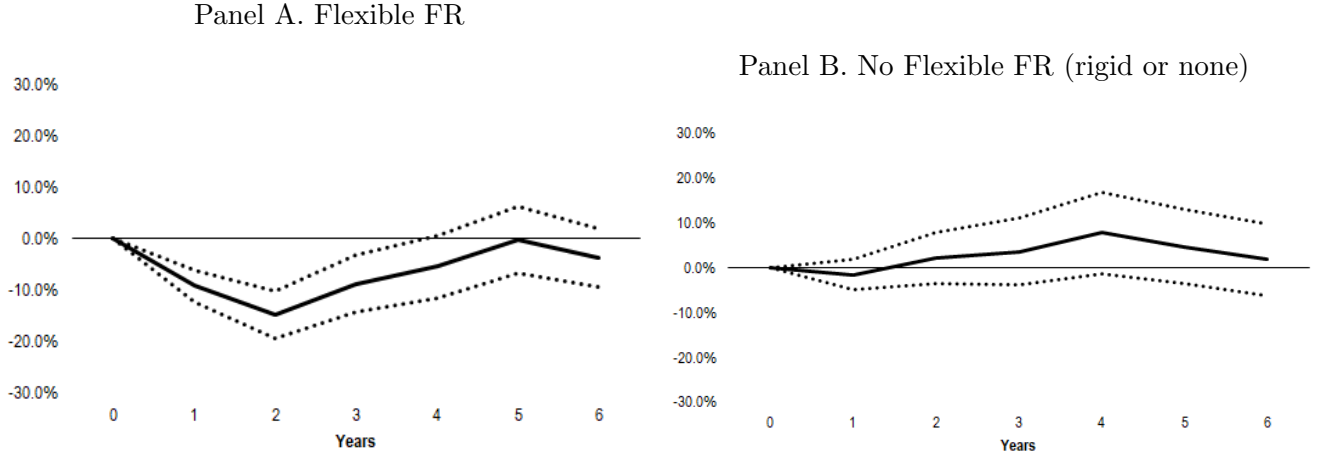 Panel A. Flexible FR
30.0%
20.0%
10.0%
0.0%
-10.0%
-20.0%
-30.0%
0 1 2 3 4 5 6
Years
Panel B. No Flexible FR (rigid or none)
30.0%
20.0%
10.0%
0.0%
-10.0%
-20.0%
-30.0%
0 1 2 3 4 5 6
Years